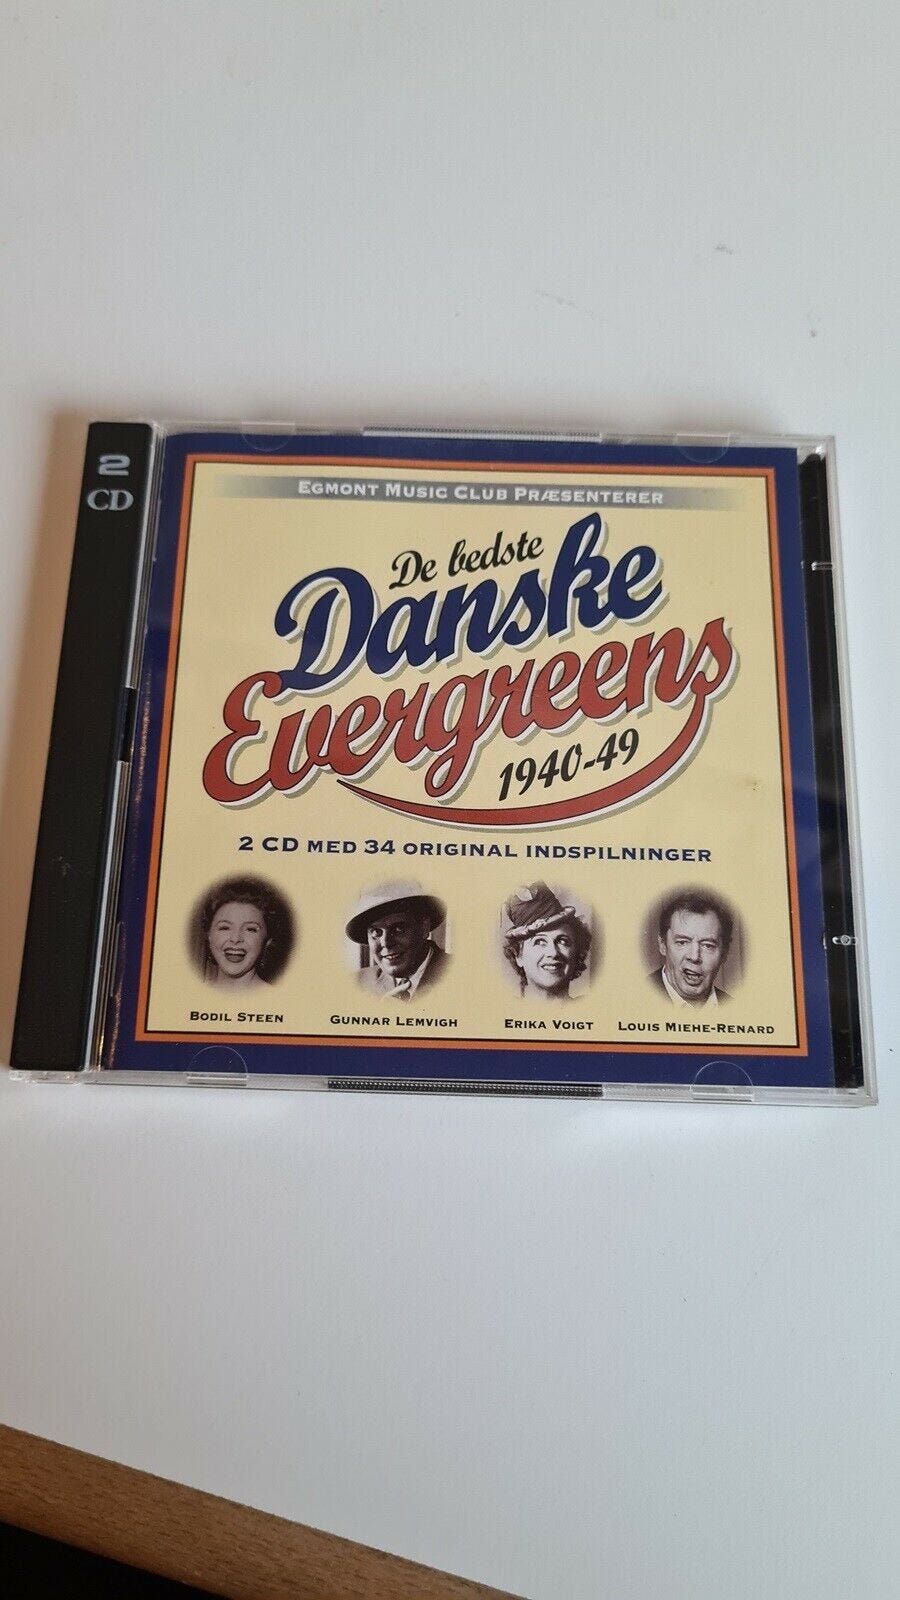 2
CD
EGMONT MUSIC CLUB PRÆSENTERER
De bedste
Danske
Evergreens
1940-49
2 CD MED 34 ORIGINAL INDSPILNINGER
BODIL STEEN
GUNNAR LEMVIGH
ERIKA VOIGT
LOUIS MIEHE-RENARD